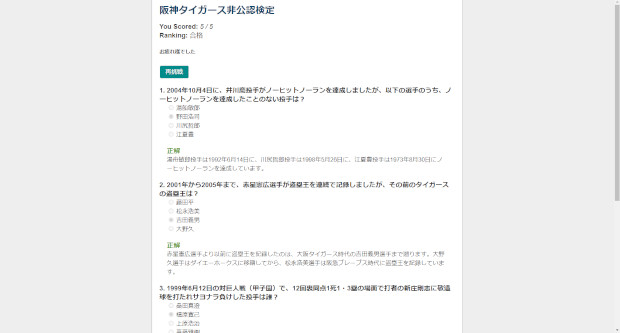 阪神タイガース非公認検定
You Scored: 5 / 5
Ranking: 合格
お疲れ様でした
再挑戦
1. 2004年10月4日に、井川慶投手がノーヒットノーランを達成しましたが、以下の選手のうち、ノ
ーヒットノーランを達成したことのない投手は？
湯舟敏郎
野田浩司
川尻哲郎
江夏豊
正解
湯舟敏郎投手は1992年6月14日に、川尻哲郎投手は1998年5月26日に、江夏豊投手は1973年8月30日にノ
ーヒットノーランを達成しています。
2. 2001年から2005年まで、赤星憲広選手が盗塁王を連続で記録しましたが、その前のタイガース
の盗塁王は？
藤田平
松永浩美
吉田義男
大野久
正解
赤星憲広選手より以前に盗塁王を記録したのは、大阪タイガース時代の吉田義男選手まで遡ります。大野
久選手はダイエーホークスに移籍してから、松永浩美選手は阪急ブレーブス時代に盗塁王を記録していま
す。
3. 1999年6月12日の対巨人戦（甲子園）で、12回裏同点1死1・3塁の場面で打者の新庄剛志に敬遠
球を打たれサヨナラ負けした投手は誰？
桑田真澄
槙原寛己
上原浩治